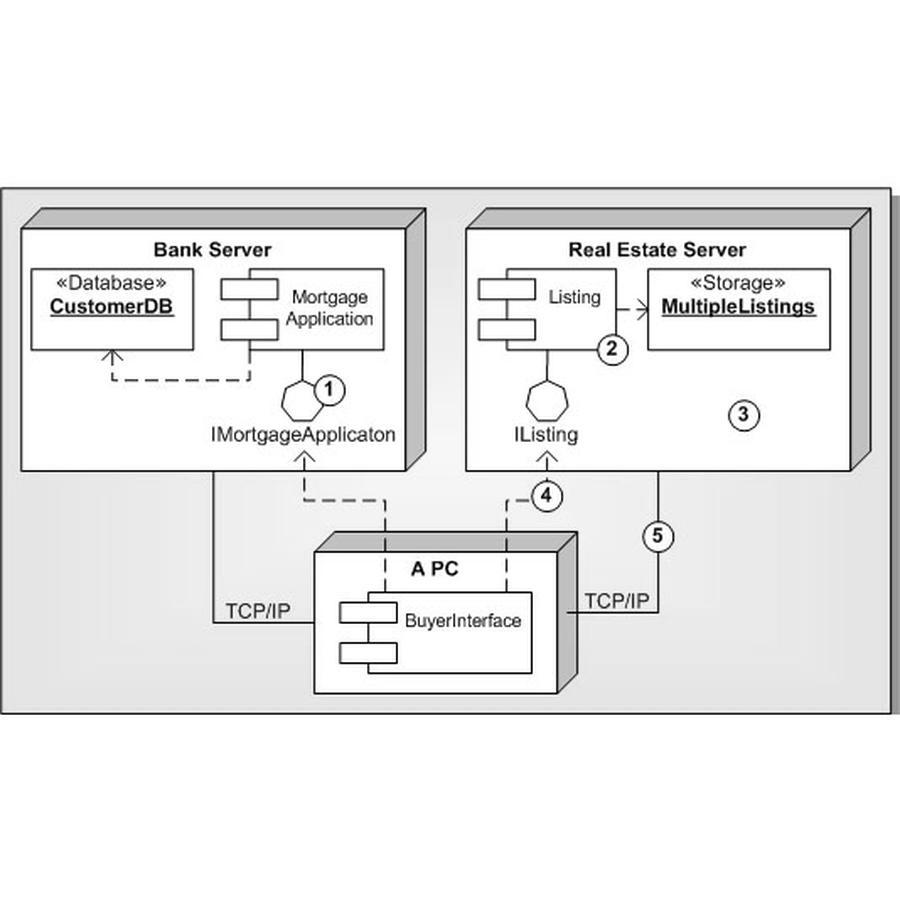 Bank Server
«Database»
CustomerDB
Mortgage
Application
1
IMortgageApplicaton
Real Estate Server
Listing
«Storage»
MultipleListings
2
3
IListing
4
5
A PC
BuyerInterface
TCP/IP
TCP/IP